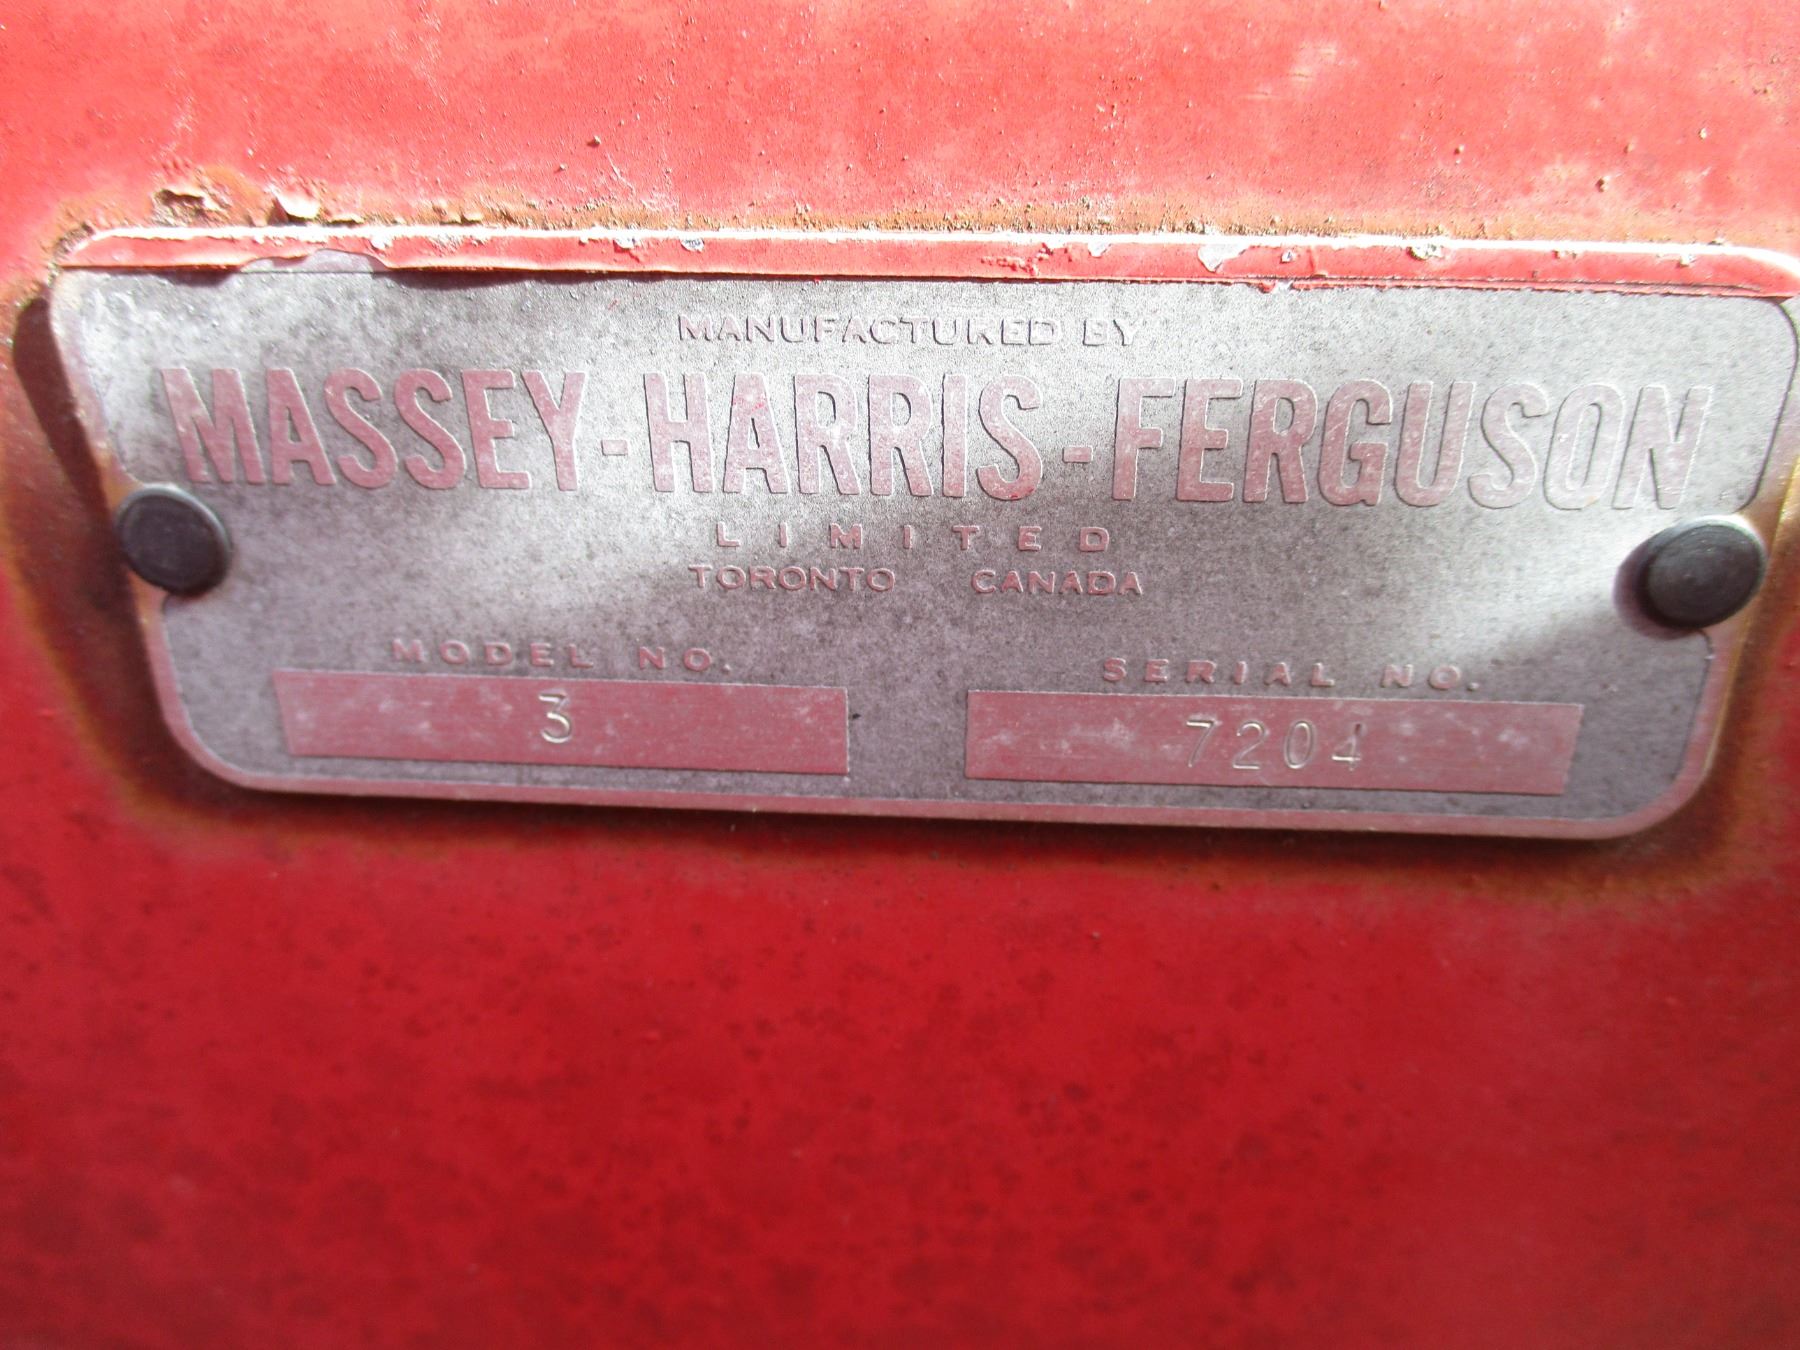 MANUFACTURED BY
MASSEY-HARRIS-FERGUSON
LIMITED
TORONTO CANADA
MODEL NO. SERIAL NO.
3 7204